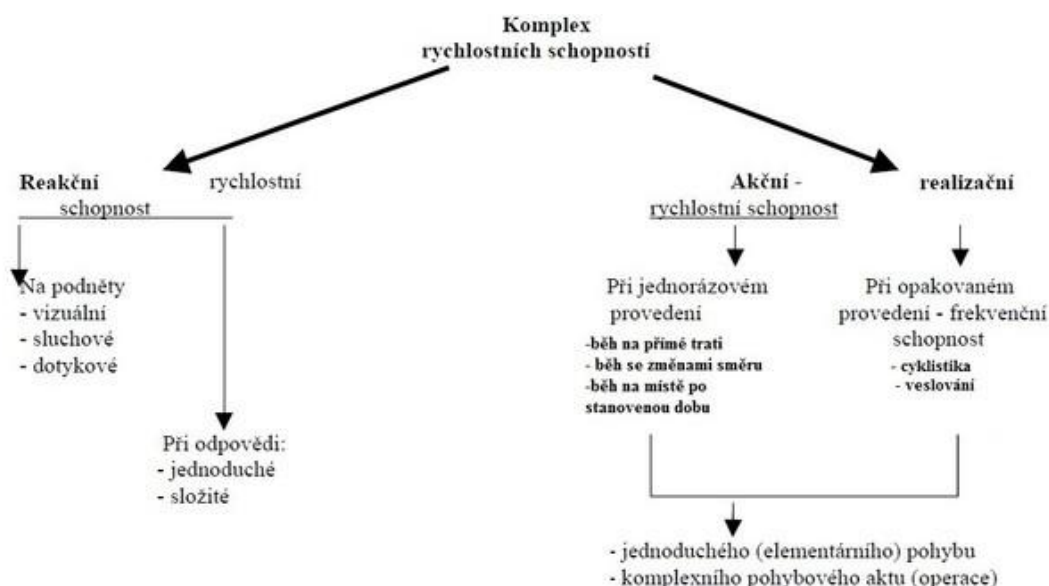 Komplex
rychlostních schopností
Reakční rychlostní
schopnost
Na podněty
- vizuální
- sluchové
- dotykové
Při odpovědi:
- jednoduché
- složité
Akční - realizační
rychlostní schopnost
Při jednorázovém
provedení
-běh na přímé trati
- běh se změnami směru
-běh na místě po
stanovenou dobu
Při opakovaném
provedení - frekvenční
schopnost
- cyklistika
- veslování
- jednoduchého (elementárního) pohybu
- komplexního pohybového aktu (operace)